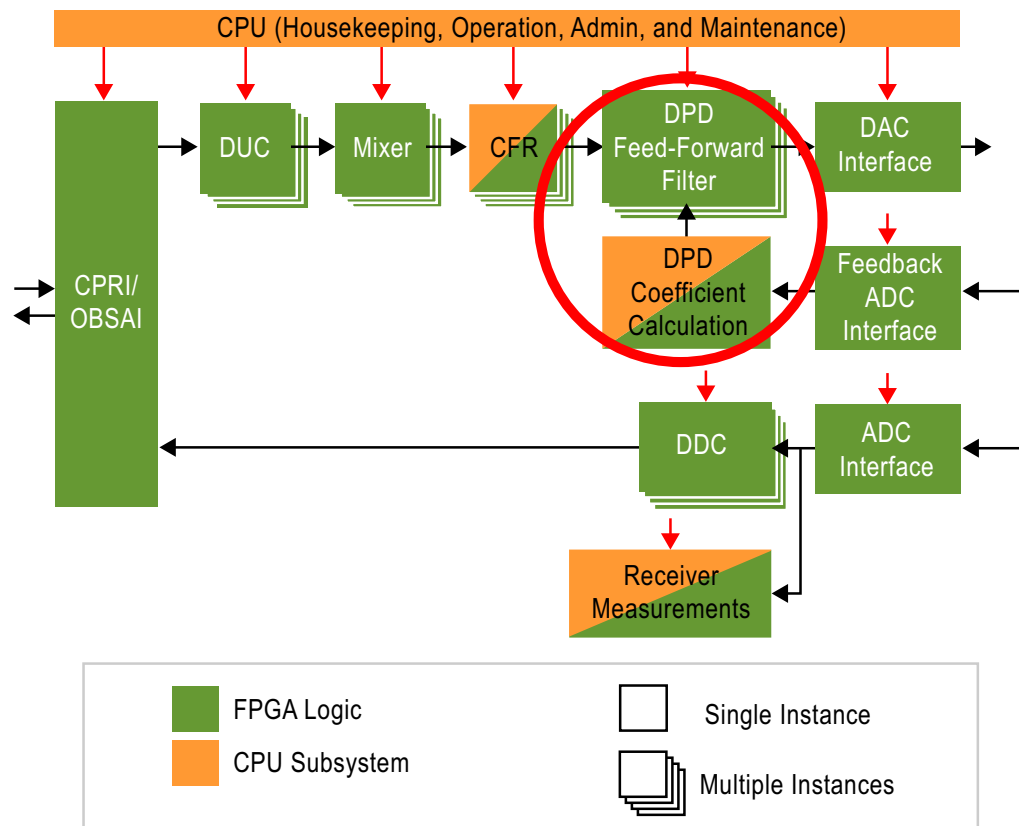 CPU (Housekeeping, Operation, Admin, and Maintenance)
DUC
Mixer
CFR
DPD
Feed-Forward
Filter
DAC
Interface
CPRI/
OBSAI
DPD
Coefficient
Calculation
Feedback
ADC
Interface
DDC
ADC
Interface
Receiver
Measurements
FPGA Logic
Single Instance
CPU Subsystem
Multiple Instances